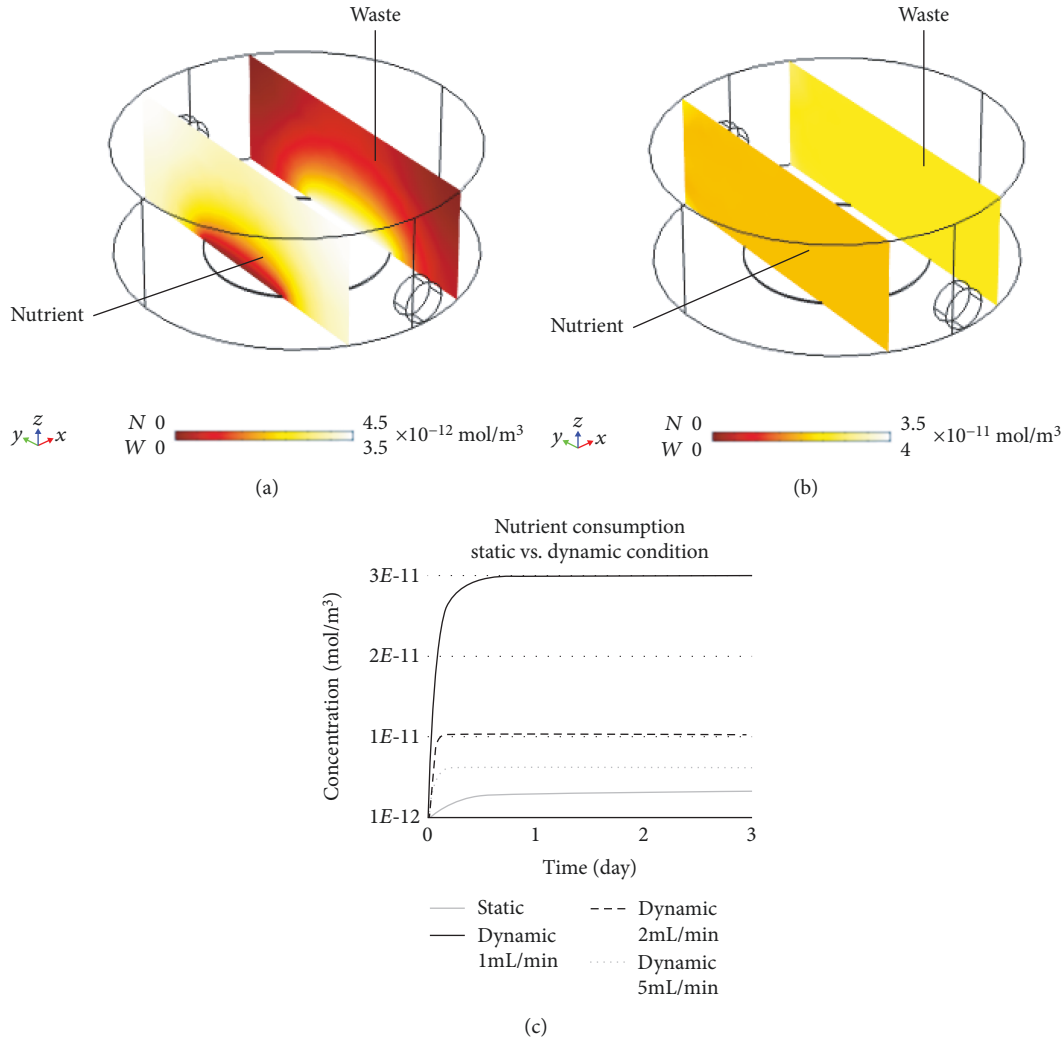 Waste
Nutrient
y z x
N 0 4.5
W 0 3.5
×10−12 mol/m3
(a)
Waste
Nutrient
y z x
N 0 3.5
W 0 4
×10−11 mol/m3
(b)
Nutrient consumption
static vs. dynamic condition
Concentration (mol/m3)
3E-11
2E-11
1E-11
1E-12
0 1 2 3
Time (day)
Static
Dynamic
1mL/min
Dynamic
2mL/min
Dynamic
5mL/min
(c)